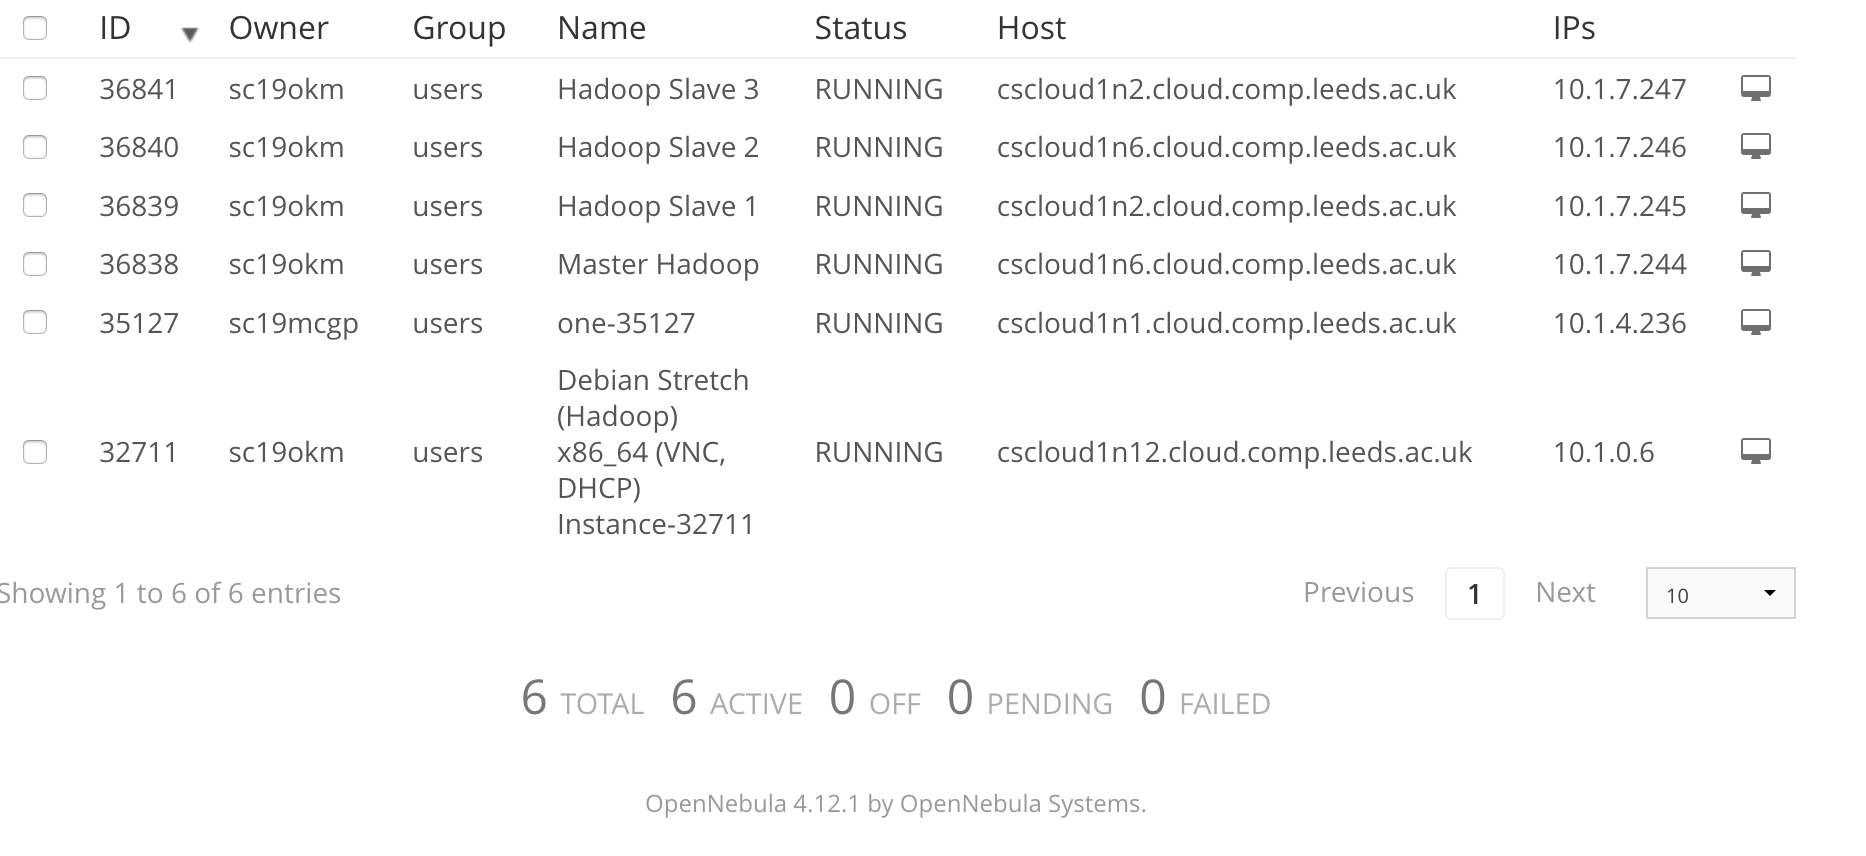 ID Owner Group Name Status Host IPs
36841 sc19okm users Hadoop Slave 3 RUNNING cscloud1n2.cloud.comp.leeds.ac.uk 10.1.7.247
36840 sc19okm users Hadoop Slave 2 RUNNING cscloud1n6.cloud.comp.leeds.ac.uk 10.1.7.246
36839 sc19okm users Hadoop Slave 1 RUNNING cscloud1n2.cloud.comp.leeds.ac.uk 10.1.7.245
36838 sc19okm users Master Hadoop RUNNING cscloud1n6.cloud.comp.leeds.ac.uk 10.1.7.244
35127 sc19mcgp users one-35127 RUNNING cscloud1n1.cloud.comp.leeds.ac.uk 10.1.4.236
Debian Stretch
(Hadoop)
32711 sc19okm users x86_64 (VNC, RUNNING cscloud1n12.cloud.comp.leeds.ac.uk 10.1.0.6
DHCP)
Instance-32711
Showing 1 to 6 of 6 entries Previous 1 Next 10
6 TOTAL 6 ACTIVE 0 OFF 0 PENDING 0 FAILED
OpenNebula 4.12.1 by OpenNebula Systems.